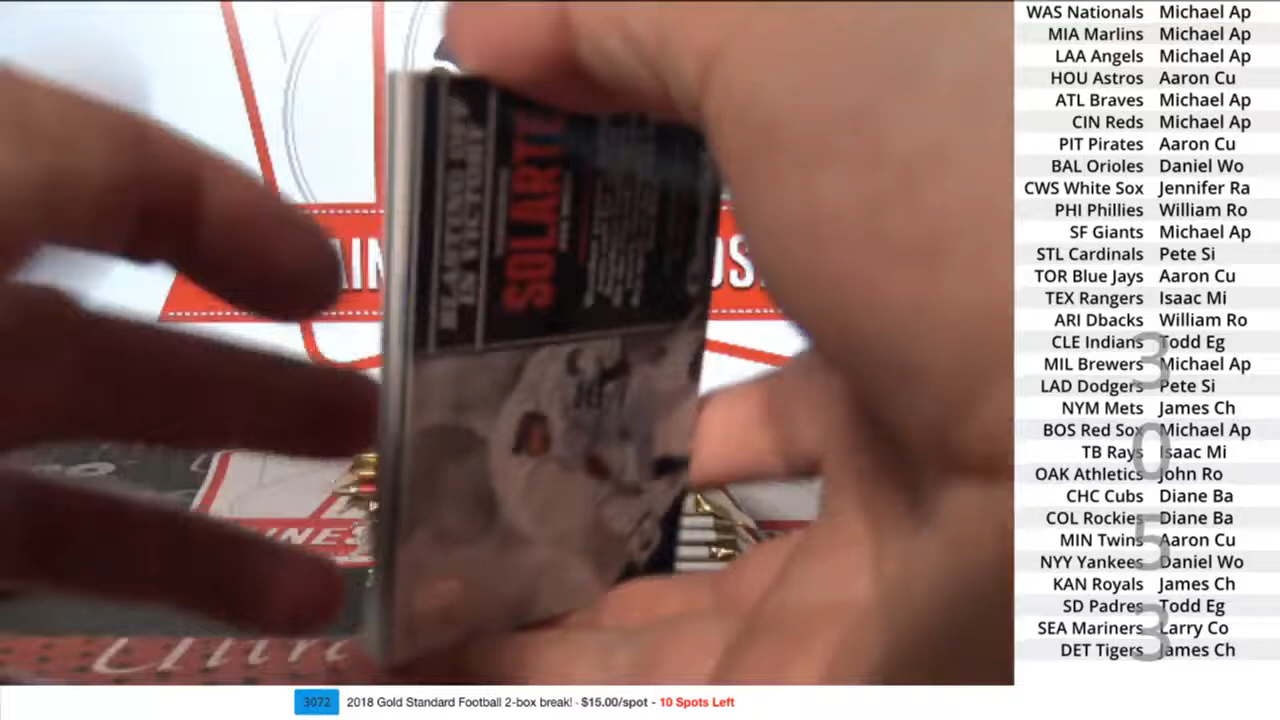 WAS Nationals Michael Ap
MIA Marlins Michael Ap
LAA Angels Michael Ap
HOU Astros Aaron Cu
ATL Braves Michael Ap
CIN Reds Michael Ap
PIT Pirates Aaron Cu
BAL Orioles Daniel Wo
CWS White Sox Jennifer Ra
PHI Phillies William Ro
SF Giants Michael Ap
STL Cardinals Pete Si
TOR Blue Jays Aaron Cu
TEX Rangers Isaac Mi
ARI Dbacks William Ro
CLE Indians Todd Eg
MIL Brewers Michael Ap
LAD Dodgers Pete Si
NYM Mets James Ch
BOS Red Sox Michael Ap
TB Rays Isaac Mi
OAK Athletics John Ro
CHC Cubs Diane Ba
COL Rockies Diane Ba
MIN Twins Aaron Cu
NYY Yankees Daniel Wo
KAN Royals James Ch
SD Padres Todd Eg
SEA Mariners Larry Co
DET Tigers James Ch
3053
BLASTING OFF
IN VICTORY
SOLARTE
3072 2018 Gold Standard Football 2-box break! - $15.00/spot - 10 Spots Left